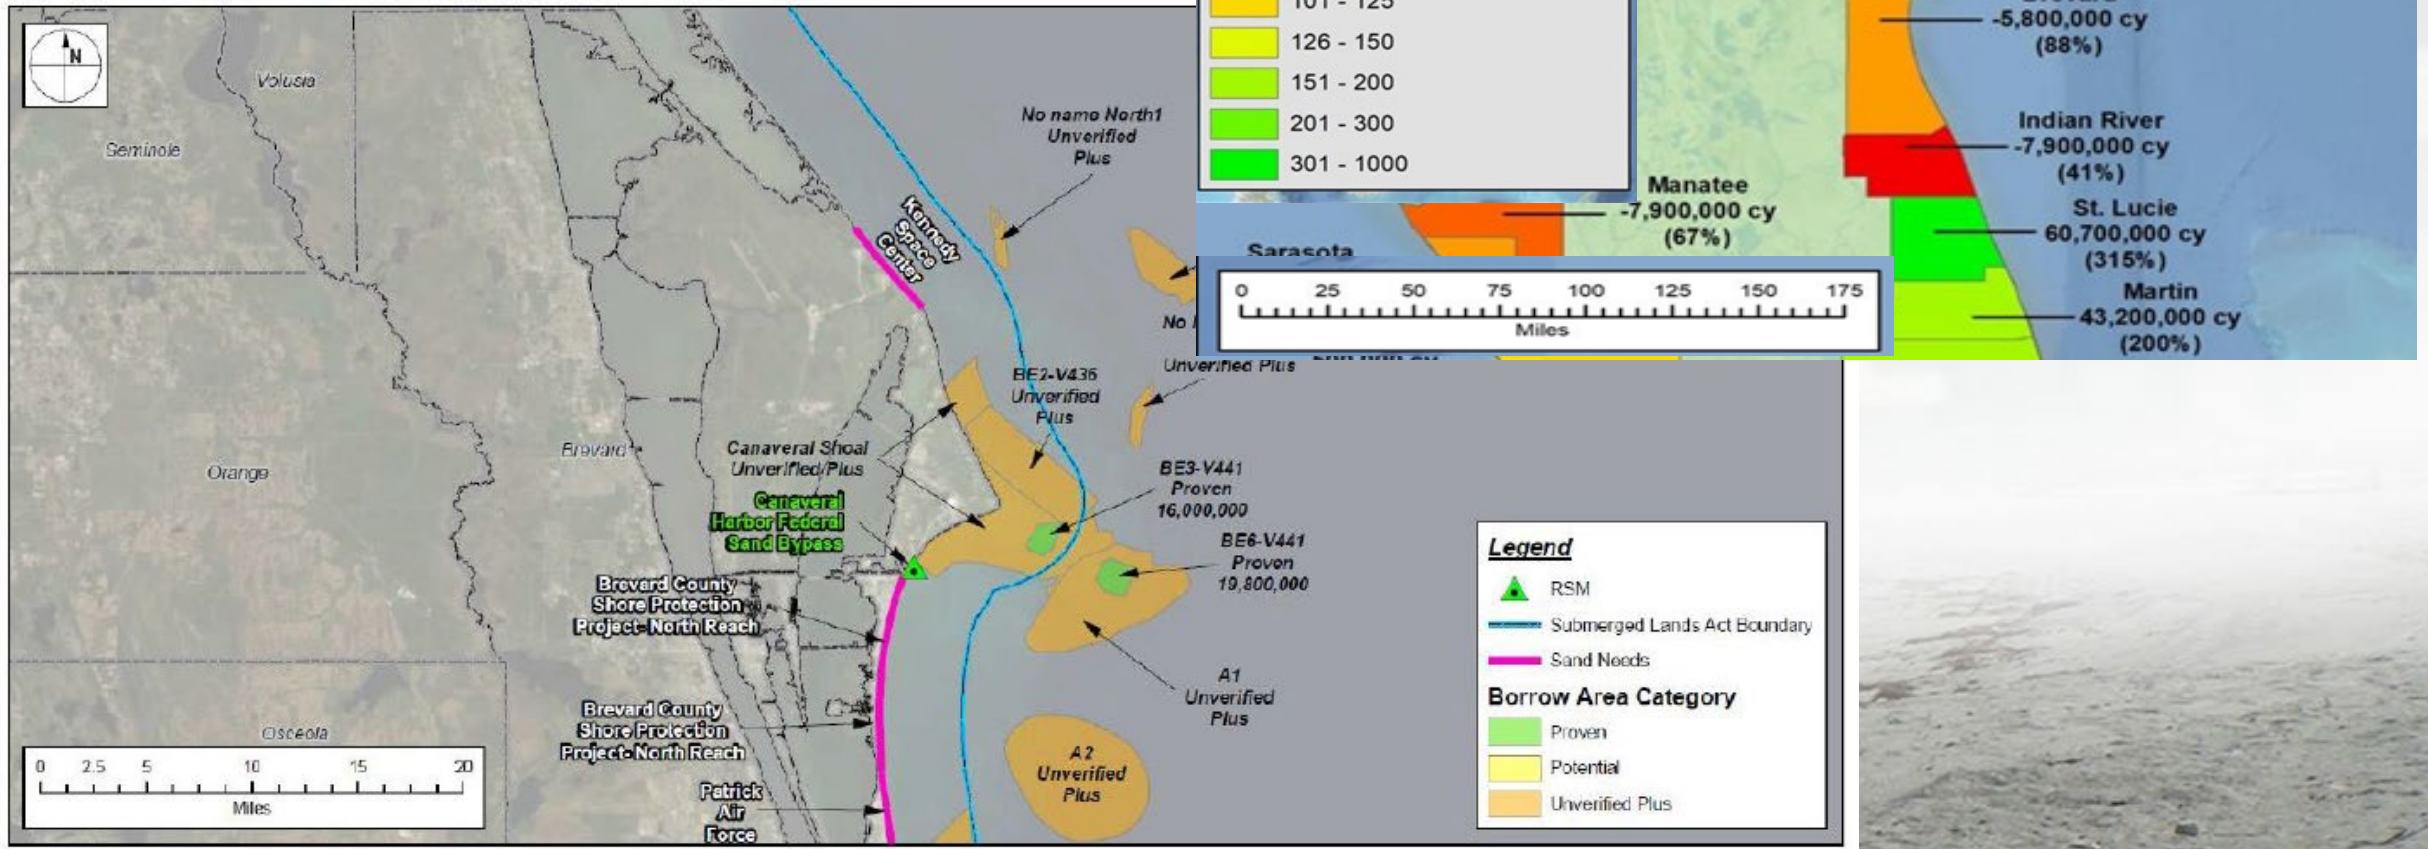 N
Volusia
Seminole
Orange
Brevard
Osceola
No name North1
Unverified
Plus
Kennedy
Space
Center
No
Unverified Plus
BE2-V436
Unverified
Plus
Canaveral Shoal
Unverified Plus
Canaveral
Harbor Federal
Sand Bypass
BE3-V441
Proven
16,000,000
BE6-V441
Proven
19,800,000
Brevard County
Shore Protection
Project- North Reach
Brevard County
Shore Protection
Project- North Reach
Patrick
Air
Force
A1
Unverified
Plus
A2
Unverified
Plus
0 2.5 5 10 15 20
Miles
Legend
RSM
Submerged Lands Act Boundary
Sand Needs
Borrow Area Category
Proven
Potential
Unverified Plus
101 - 125
126 - 150
151 - 200
201 - 300
301 - 1000
-5,800,000 cy
(88%)
Indian River
-7,900,000 cy
(41%)
Manatee
-7,900,000 cy
(67%)
St. Lucie
60,700,000 cy
(315%)
Sarasota
Martin
43,200,000 cy
(200%)
0 25 50 75 100 125 150 175
Miles